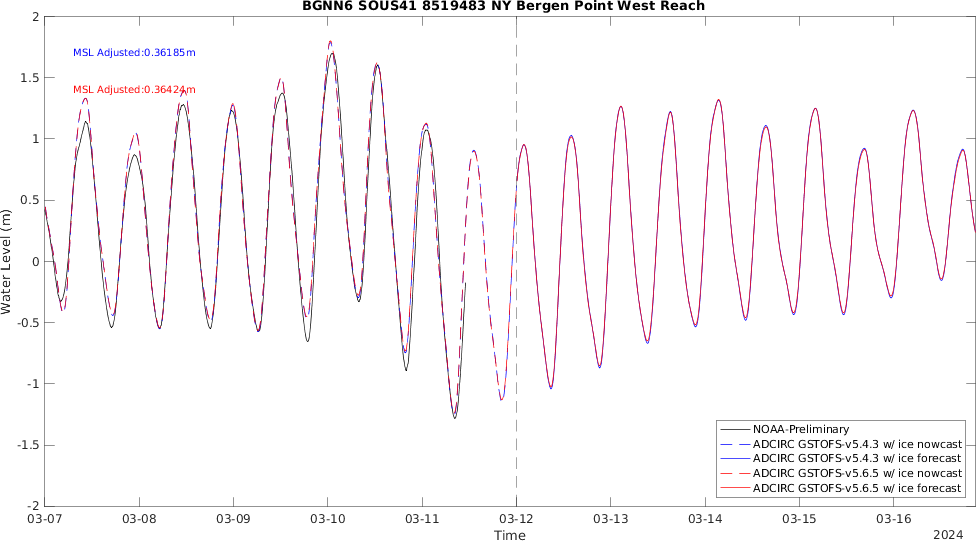 BGNN6 SOUS41 8519483 NY Bergen Point West Reach
2
MSL Adjusted:0.36185m
1.5
MSL Adjusted:0.36424m
1
0.5
0
-0.5
-1
-1.5
-2
Water Level (m)
NOAA-Preliminary
ADCIRC GSTOFS-v5.4.3 w/ ice nowcast
ADCIRC GSTOFS-v5.4.3 w/ ice forecast
ADCIRC GSTOFS-v5.6.5 w/ ice nowcast
ADCIRC GSTOFS-v5.6.5 w/ ice forecast
03-07 03-08 03-09 03-10 03-11 03-12 03-13 03-14 03-15 03-16
Time
2024